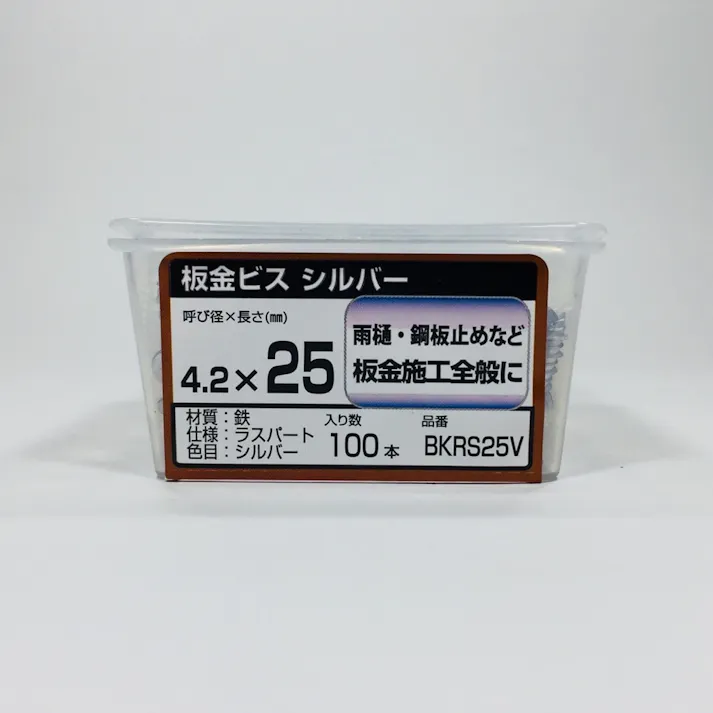 板金ビス シルバー
呼び径×長さ(㎜)
4.2×25
雨樋・鋼板止めなど
板金施工全般に
材質：鉄
仕様：ラスパート
色目：シルバー
入り数
100本
品番
BKRS25V